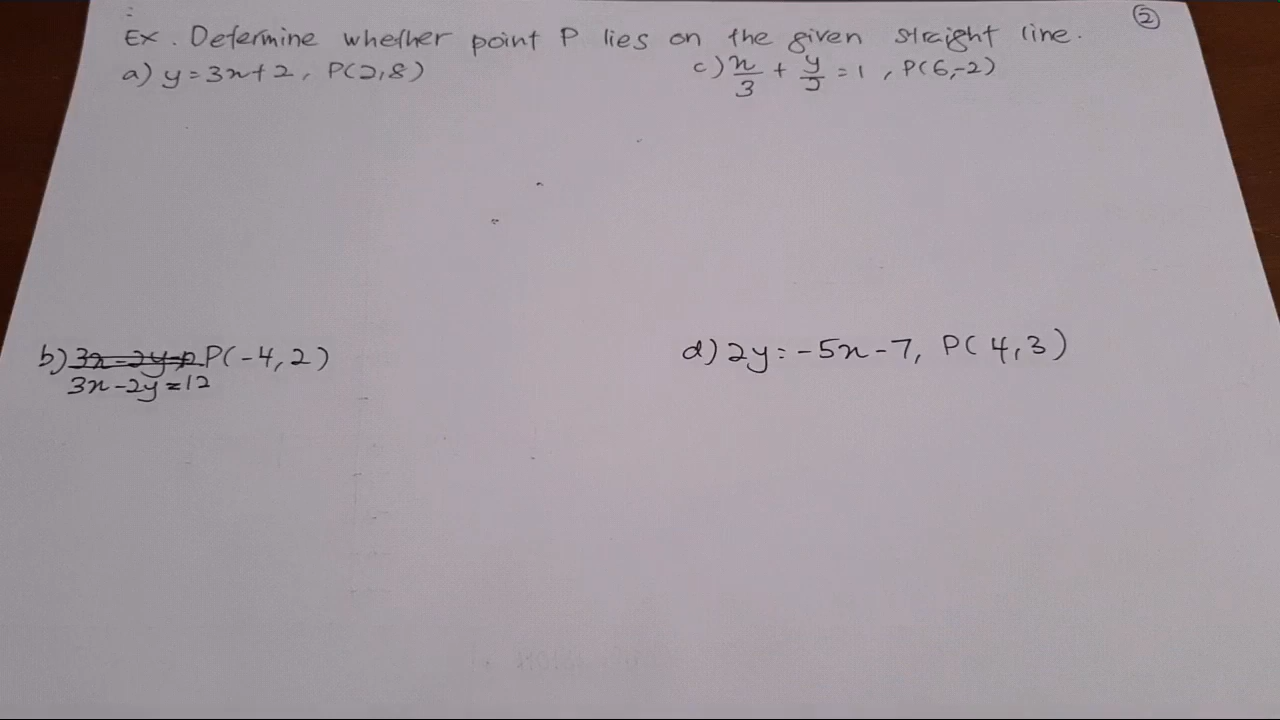 ②
Ex. Determine whether point P lies on the given straight line.
a) y = 3x + 2, P(2,8)
c) x/3 + y/5 = 1, P(6,-2)
b) 3x - 2y = P(-4,2)
3x - 2y = 12
d) 2y = -5x - 7, P(4,3)